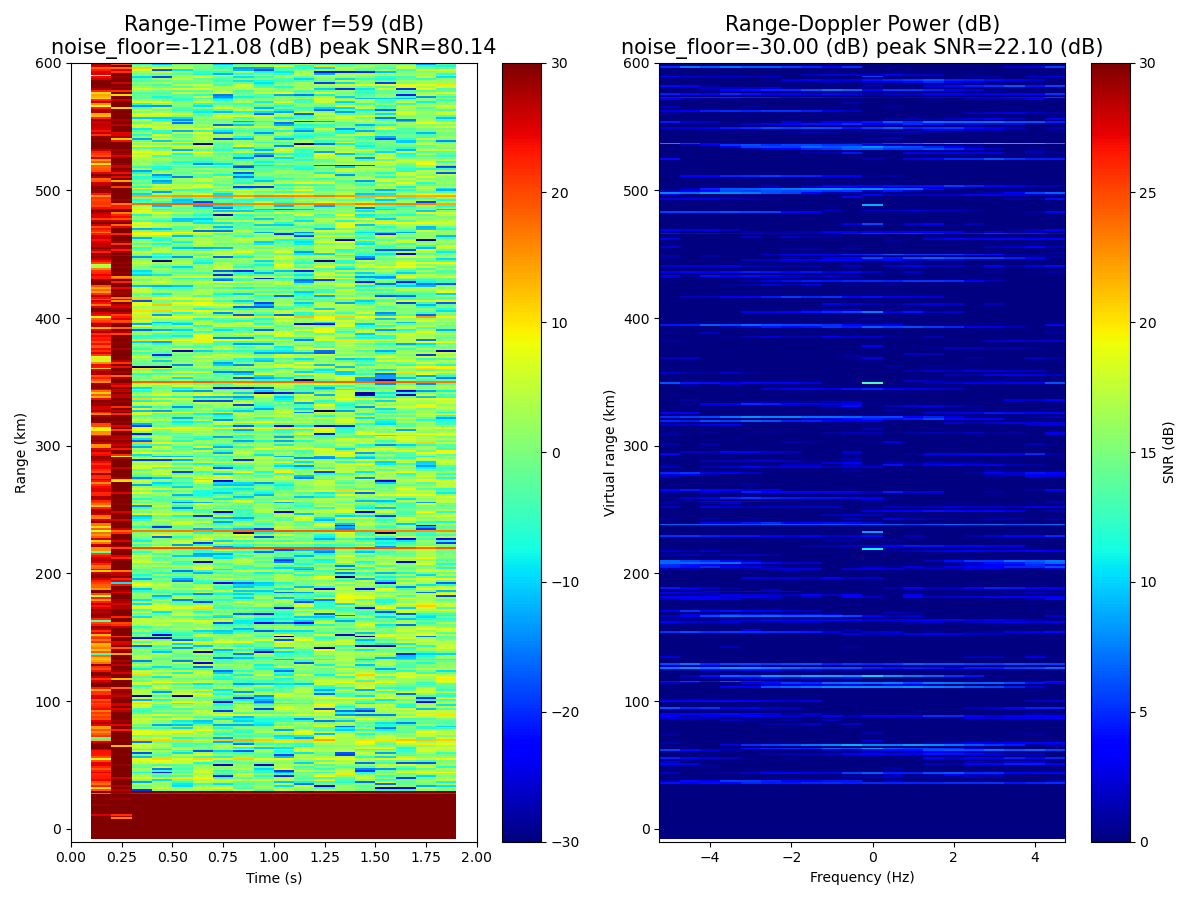 Range-Time Power f=59 (dB)
noise_floor=-121.08 (dB) peak SNR=80.14
Range (km)
600
500
400
300
200
100
0
0.00 0.25 0.50 0.75 1.00 1.25 1.50 1.75 2.00
Time (s)
30
20
10
0
−10
−20
−30
Range-Doppler Power (dB)
noise_floor=-30.00 (dB) peak SNR=22.10 (dB)
Virtual range (km)
600
500
400
300
200
100
0
−4 −2 0 2 4
Frequency (Hz)
30
25
20
15
10
5
0
SNR (dB)